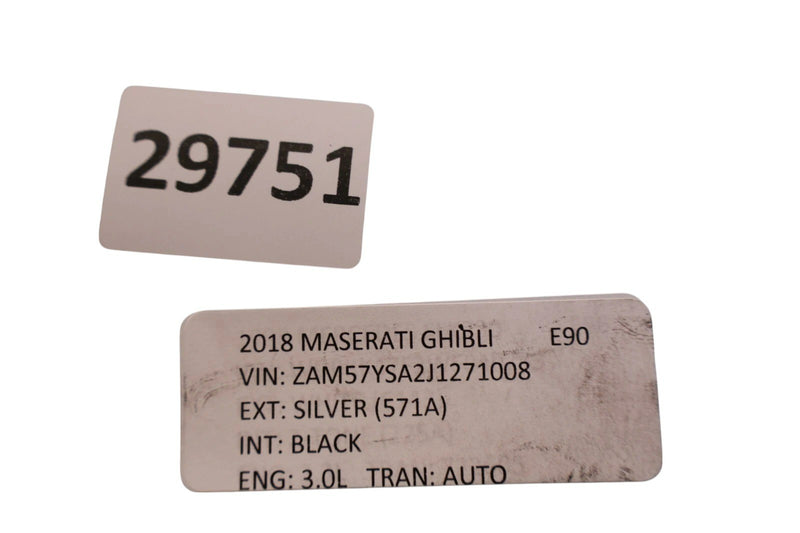 29751
2018 MASERATI GHIBLI E90
VIN: ZAM57YSA2J1271008
EXT: SILVER (571A)
INT: BLACK
ENG: 3.0L TRAN: AUTO